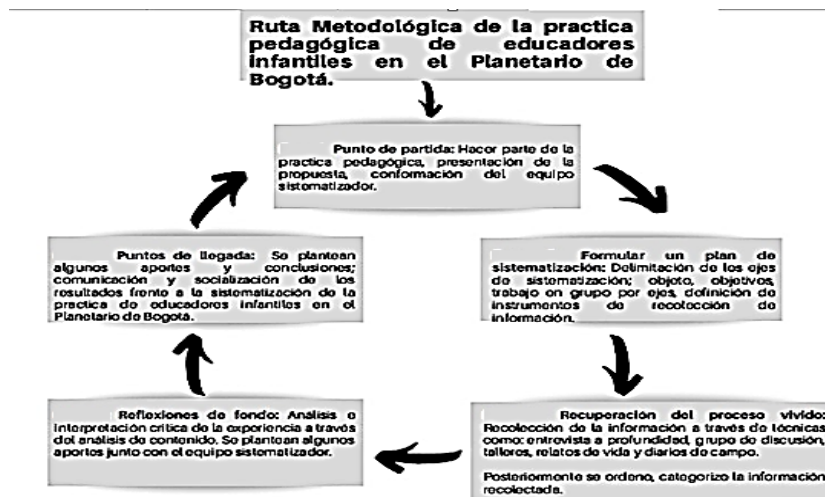 Ruta Metodológica de la practica
pedagógica de educadores
infantiles en el Planetario de
Bogotá.
Punto de partida: Hacer parte de la
practica pedagógica, presentación de la
propuesta, conformación del equipo
sistematizador.
Formular un plan de
sistematización: Delimitación de los ejes
de sistematización; objeto, objetivos,
trabajo en grupo por ejes, definición de
instrumentos de recolección de
información.
Recuperación del proceso vivido:
Recolección de la información a través de técnicas
como: entrevista a profundidad, grupo de discusión,
talleres, relatos de vida y diarios de campo.
Posteriormente se ordeno, categorizo la información
recolectada.
Reflexiones de fondo: Análisis e
interpretación critica de la experiencia a través
del análisis de contenido. Se plantean algunos
aportes junto con el equipo sistematizador.
Puntos de llegada: Se plantean
algunos aportes y conclusiones;
comunicación y socialización de los
resultados frente a la sistematización de la
practica de educadores infantiles en el
Planetario de Bogotá.